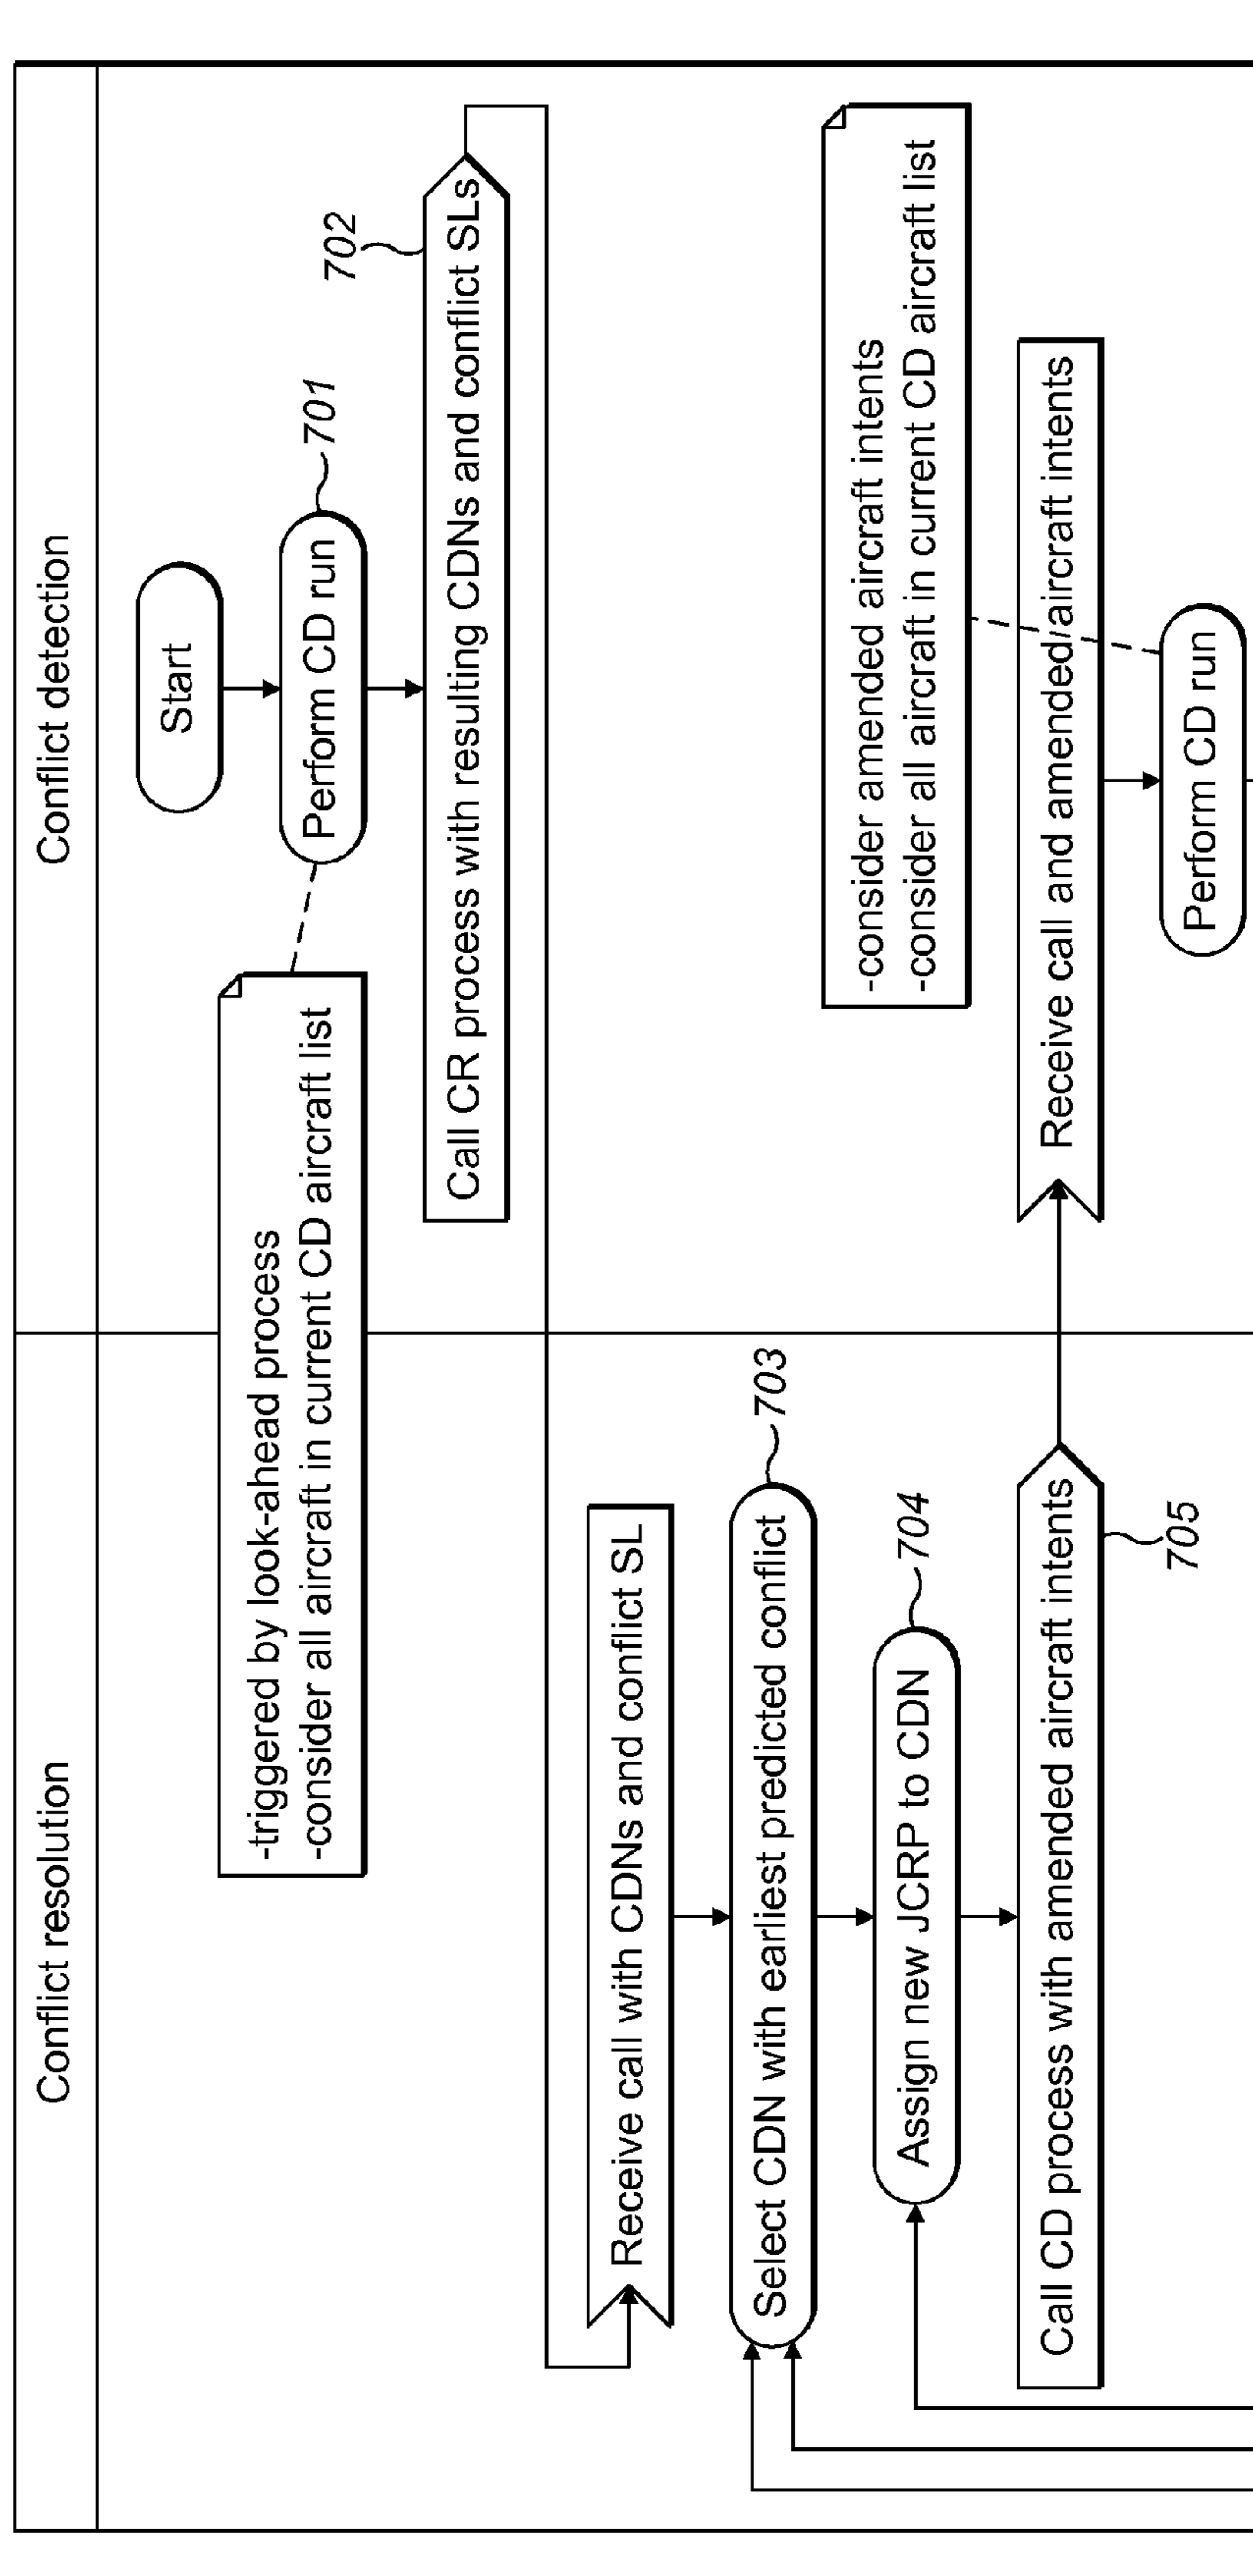 Conflict resolution
Conflict detection
Start
Perform CD run
701
-triggered by look-ahead process
-consider all aircraft in current CD aircraft list
Call CR process with resulting CDNs and conflict SLs
702
Receive call with CDNs and conflict SL
Select CDN with earliest predicted conflict
703
Assign new JCRP to CDN
704
Call CD process with amended aircraft intents
705
-consider amended aircraft intents
-consider all aircraft in current CD aircraft list
Receive call and amended/aircraft intents
Perform CD run